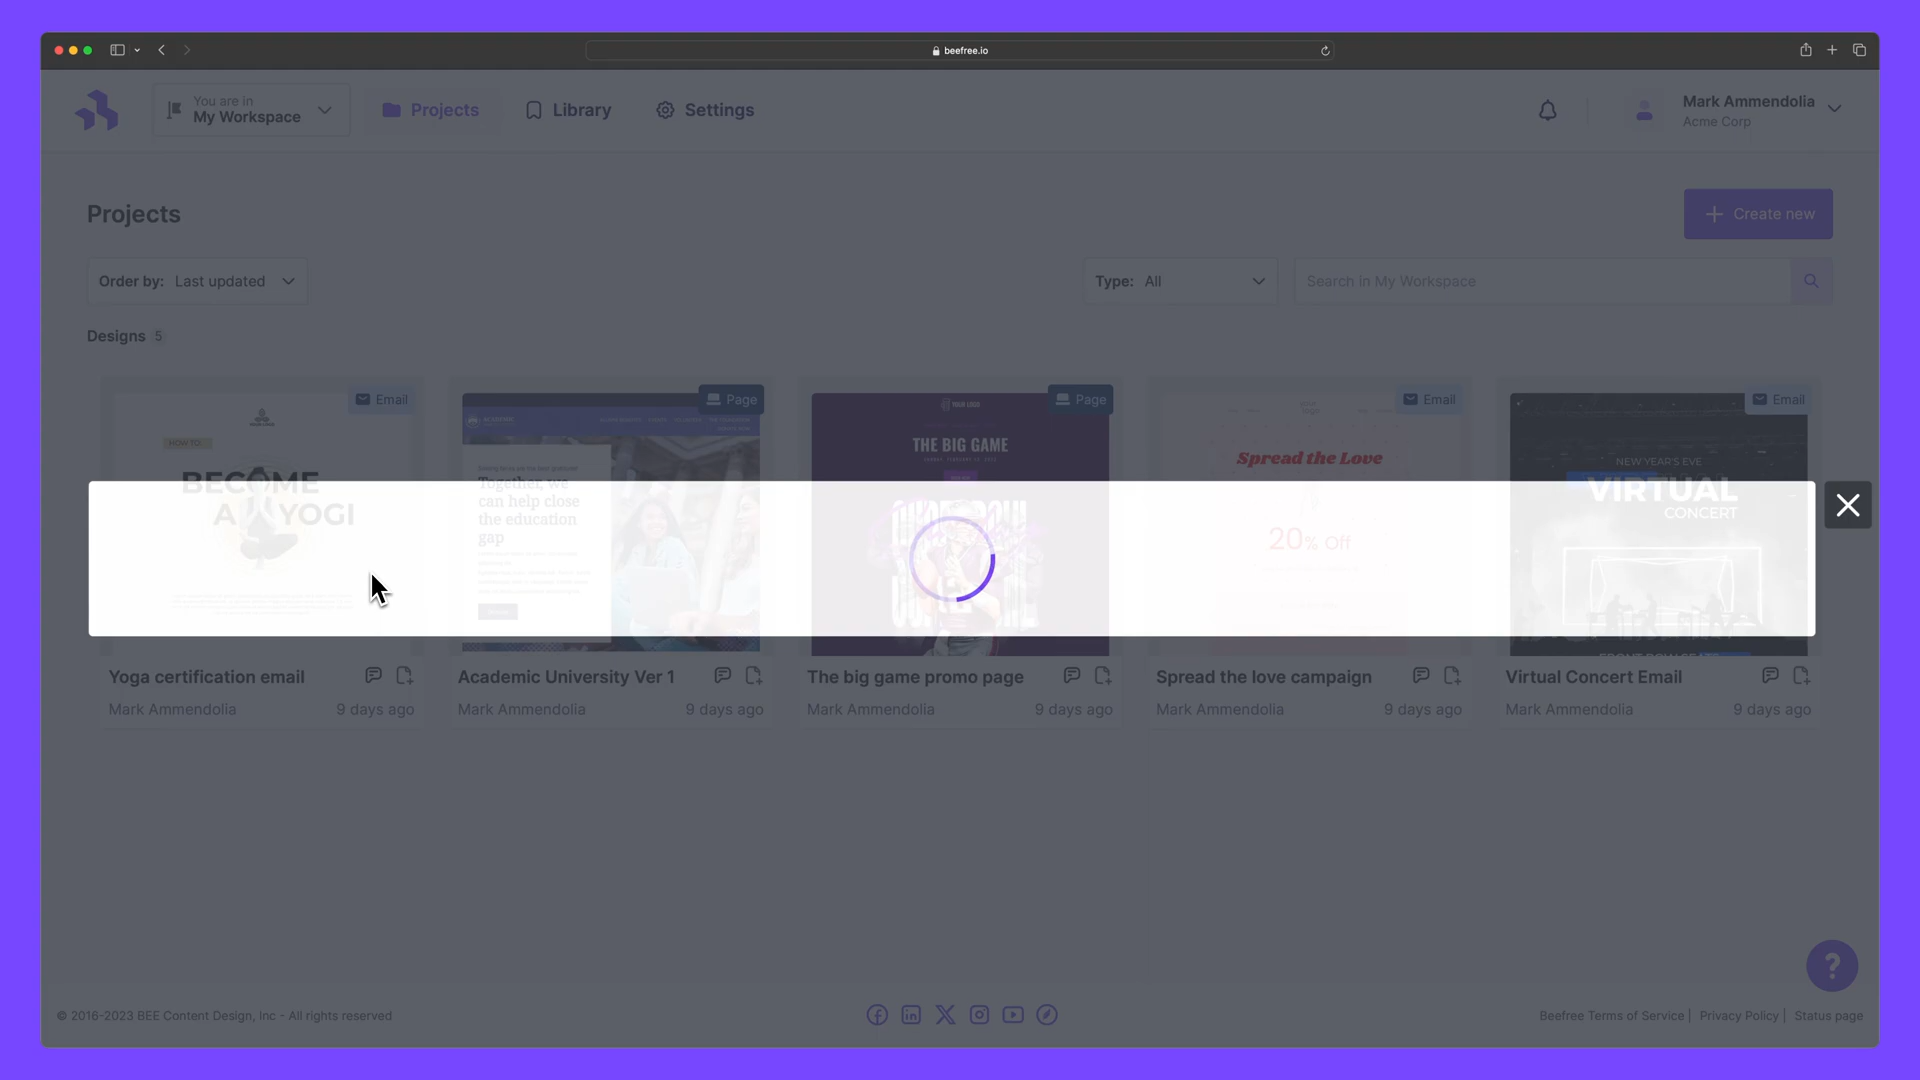 beefree.io
You are in
My Workspace
Projects
Library
Settings
Mark Ammendolia
Acme Corp
Projects
Create new
Order by: Last updated
Type: All
Search in My Workspace
Designs 5
Email
YOUR LOGO
HOW TO:
BECOME
A YOGI
Yoga certification email
Mark Ammendolia
9 days ago
Page
Together, we
can help close
the education
gap
Academic University Ver 1
Mark Ammendolia
9 days ago
Page
YOUR LOGO
THE BIG GAME
The big game promo page
Mark Ammendolia
9 days ago
Email
Spread the Love
20% Off
Spread the love campaign
Mark Ammendolia
9 days ago
Email
NEW YEAR'S EVE
VIRTUAL
CONCERT
Virtual Concert Email
Mark Ammendolia
9 days ago
?
© 2016-2023 BEE Content Design, Inc - All rights reserved
Beefree Terms of Service | Privacy Policy | Status page